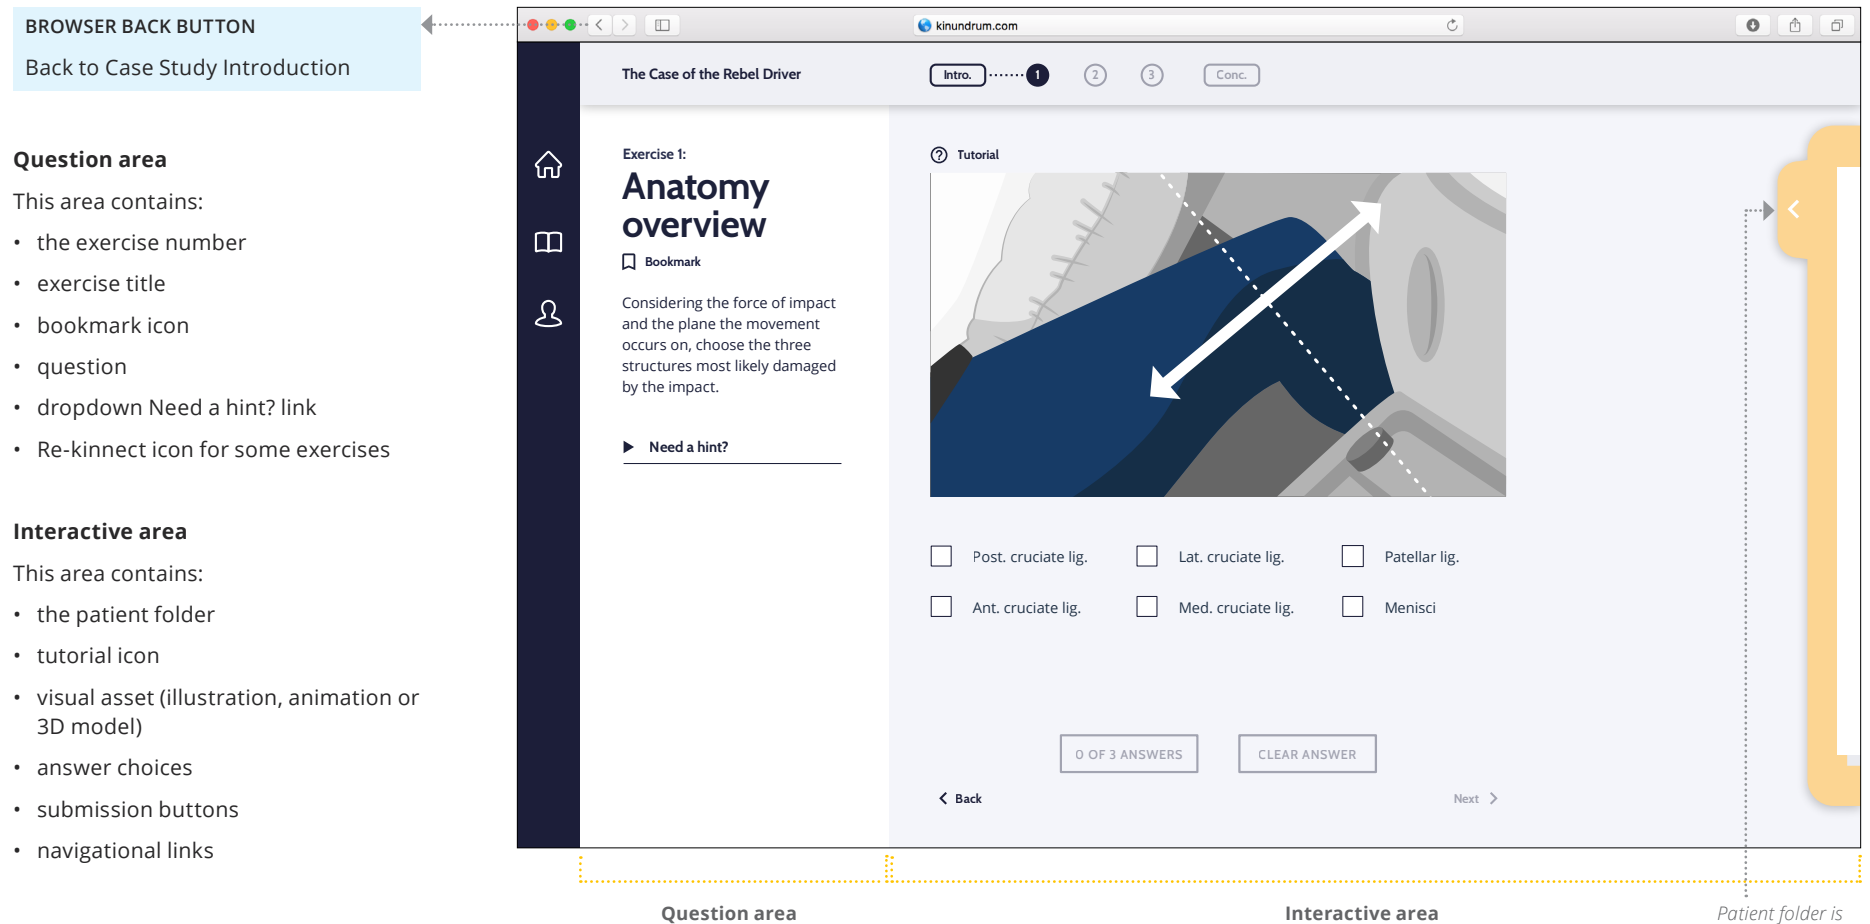 BROWSER BACK BUTTON
Back to Case Study Introduction
Question area
This area contains:
• the exercise number
• exercise title
• bookmark icon
• question
• dropdown Need a hint? link
• Re-kinnect icon for some exercises
Interactive area
This area contains:
• the patient folder
• tutorial icon
• visual asset (illustration, animation or
3D model)
• answer choices
• submission buttons
• navigational links
kinundrum.com
The Case of the Rebel Driver
Intro. 1 2 3 Conc.
Exercise 1:
Anatomy
overview
Bookmark
Considering the force of impact
and the plane the movement
occurs on, choose the three
structures most likely damaged
by the impact.
Need a hint?
? Tutorial
Post. cruciate lig. Lat. cruciate lig. Patellar lig.
Ant. cruciate lig. Med. cruciate lig. Menisci
0 OF 3 ANSWERS CLEAR ANSWER
Back Next
Question area Interactive area Patient folder is